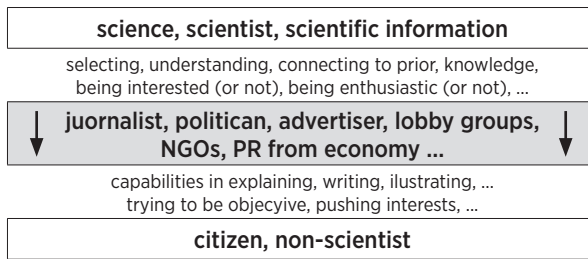 science, scientist, scientific information
selecting, understanding, connecting to prior, knowledge,
being interested (or not), being enthusiastic (or not), ...
juornalist, politican, advertiser, lobby groups,
NGOs, PR from economy ...
capabilities in explaining, writing, ilustrating, ...
trying to be objecyive, pushing interests, ...
citizen, non-scientist